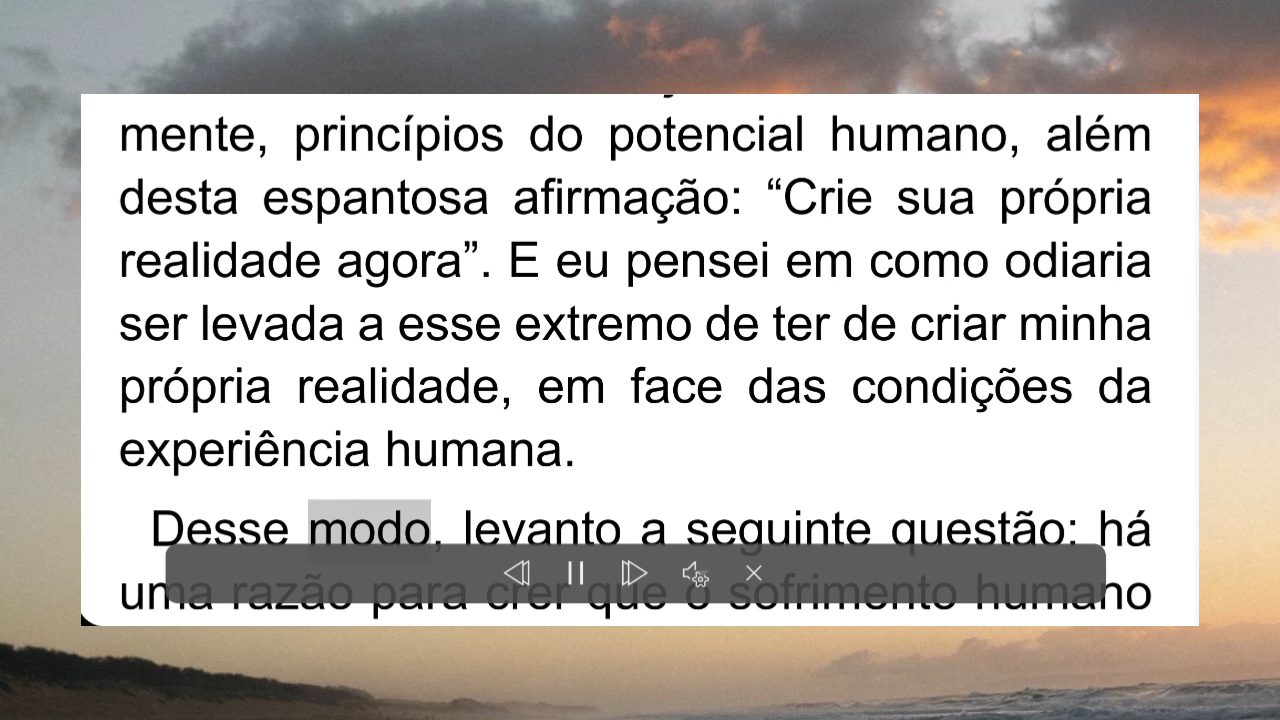 mente, princípios do potencial humano, além
desta espantosa afirmação: “Crie sua própria
realidade agora”. E eu pensei em como odiaria
ser levada a esse extremo de ter de criar minha
própria realidade, em face das condições da
experiência humana.
Desse modo, levanto a seguinte questão: há
uma razão para crer que o sofrimento humano